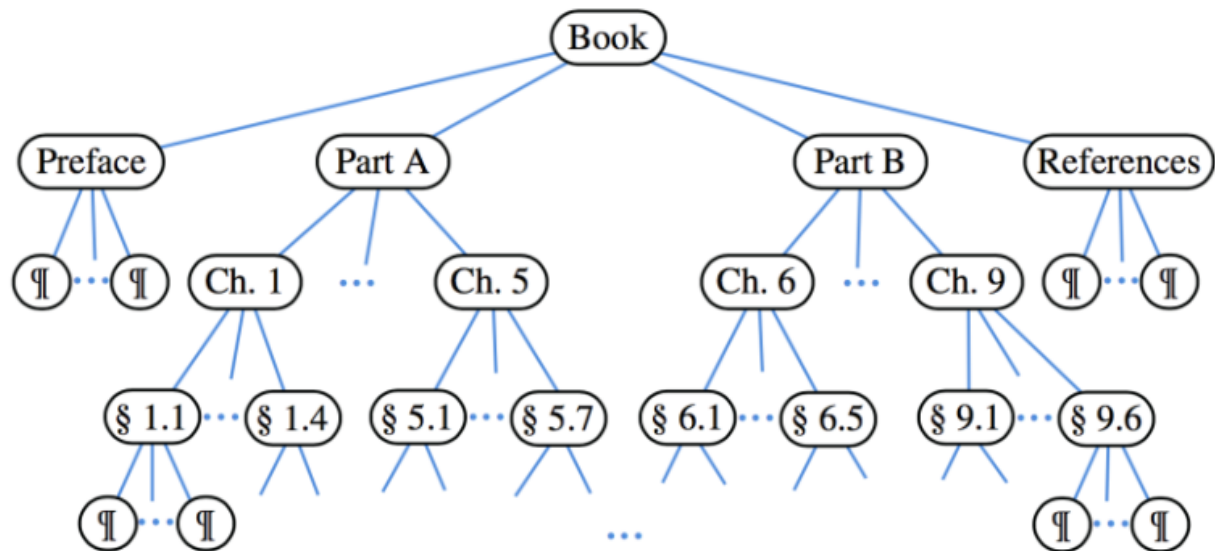 Book
Preface Part A Part B References
¶ ... ¶ Ch. 1 ... Ch. 5 Ch. 6 ... Ch. 9 ¶ ... ¶
§ 1.1 ... § 1.4 § 5.1 ... § 5.7 § 6.1 ... § 6.5 § 9.1 ... § 9.6
¶ ... ¶ ... ¶ ... ¶